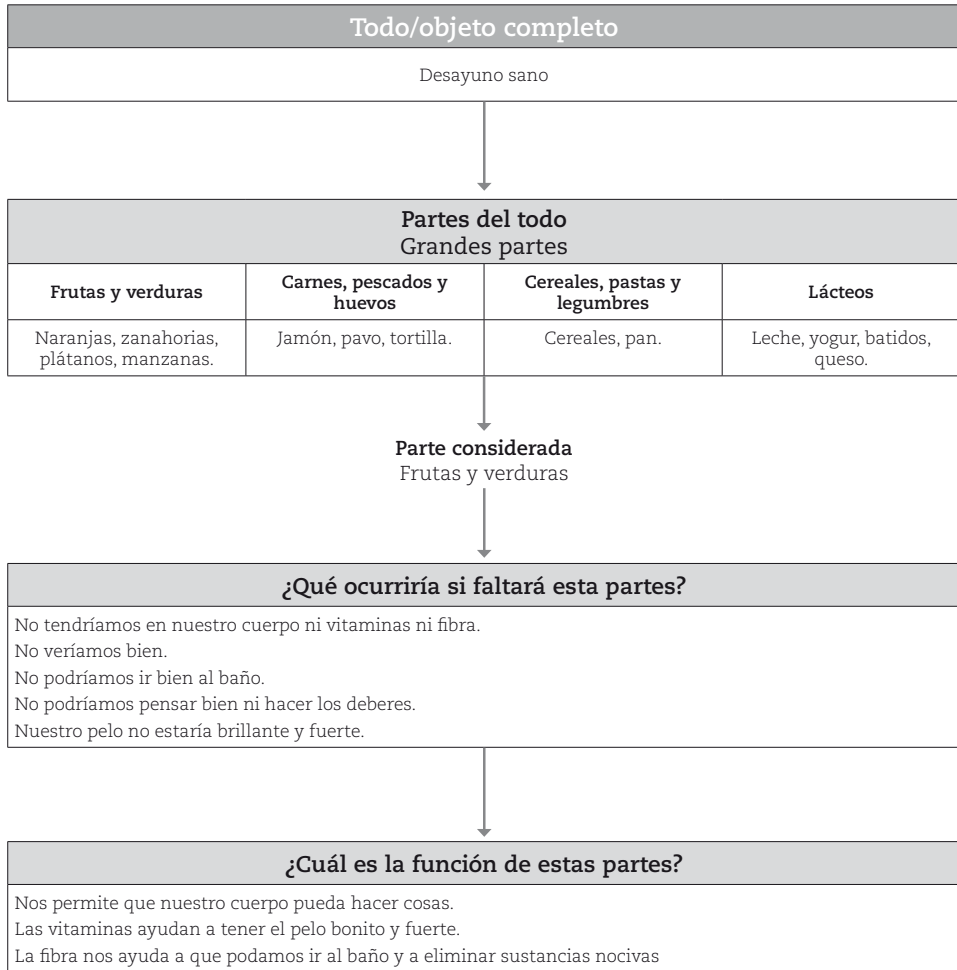 Todo/objeto completo
Desayuno sano
Partes del todo
Grandes partes
Frutas y verduras
Carnes, pescados y
huevos
Cereales, pastas y
legumbres
Lácteos
Naranjas, zanahorias,
plátanos, manzanas.
Jamón, pavo, tortilla.
Cereales, pan.
Leche, yogur, batidos,
queso.
Parte considerada
Frutas y verduras
¿Qué ocurriría si faltará esta partes?
No tendríamos en nuestro cuerpo ni vitaminas ni fibra.
No veríamos bien.
No podríamos ir bien al baño.
No podríamos pensar bien ni hacer los deberes.
Nuestro pelo no estaría brillante y fuerte.
¿Cuál es la función de estas partes?
Nos permite que nuestro cuerpo pueda hacer cosas.
Las vitaminas ayudan a tener el pelo bonito y fuerte.
La fibra nos ayuda a que podamos ir al baño y a eliminar sustancias nocivas